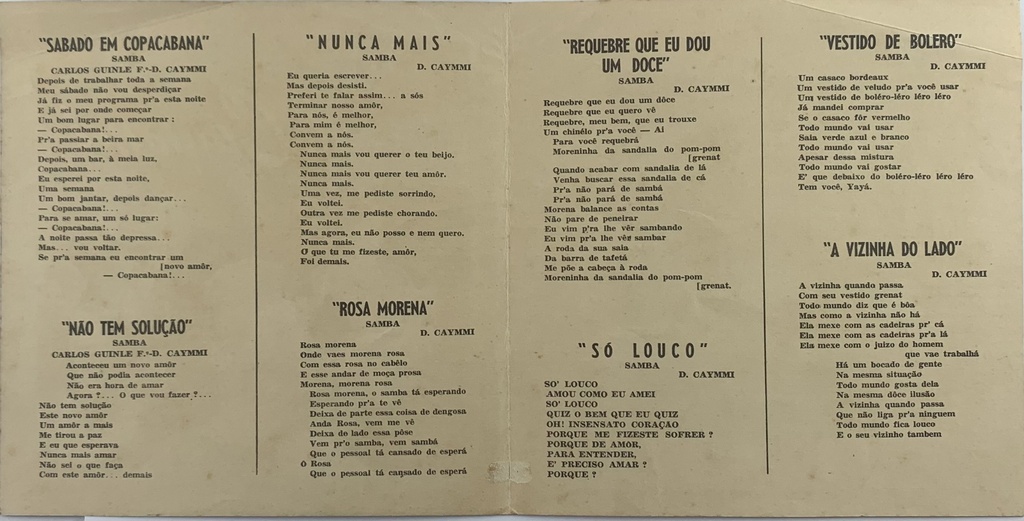 "SABADO EM COPACABANA"
SAMBA
CARLOS GUINLE F.º-D. CAYMMI
Depois de trabalhar toda a semana
Meu sábado não vou desperdiçar
Já fiz o meu programa pr'a esta noite
E já sei por onde começar
Um bom lugar para encontrar :
— Copacabana!...
Pr'a passiar a beira mar
— Copacabana!...
Depois, um bar, à meia luz,
Copacabana...
Eu esperei por esta noite,
Uma semana
Um bom jantar, depois dançar...
— Copacabana!...
Para se amar, um só lugar:
— Copacabana!...
A noite passa tão depressa...
Mas... vou voltar.
Se pr'a semana eu encontrar um
[novo amôr,
— Copacabana!...
"NÃO TEM SOLUÇÃO"
SAMBA
CARLOS GUINLE F.º-D. CAYMMI
Aconteceu um novo amôr
Que não podia acontecer
Não era hora de amar
Agora ?... O que vou fazer ?...
Não tem solução
Este novo amôr
Um amôr a mais
Me tirou a paz
E eu que esperava
Nunca mais amar
Não sei o que faça
Com este amôr... demais
"NUNCA MAIS"
SAMBA
D. CAYMMI
Eu queria escrever...
Mas depois desisti.
Preferi te falar assim... a sós
Terminar nosso amôr,
Para nós, é melhor,
Para mim é melhor,
Convem a nós.
Convem a nós.
Nunca mais vou querer o teu beijo.
Nunca mais.
Nunca mais vou querer teu amôr.
Nunca mais.
Uma vez, me pediste sorrindo,
Eu voltei.
Outra vez me pediste chorando.
Eu voltei.
Mas agora, eu não posso e nem quero.
Nunca mais.
O que tu me fizeste, amôr,
Foi demais.
"ROSA MORENA"
SAMBA
D. CAYMMI
Rosa morena
Onde vaes morena rosa
Com essa rosa no cabêlo
E esse andar de moça prosa
Morena, morena rosa
Rosa morena, o samba tá esperando
Esperando pr'a te vê
Deixa de parte essa coisa de dengosa
Anda Rosa, vem me vê
Deixa de lado essa pôse
Vem pr'o samba, vem sambá
Que o pessoal tá cansado de esperá
Ó Rosa
Que o pessoal tá cansado de esperá
"REQUEBRE QUE EU DOU
UM DOCE"
SAMBA
D. CAYMMI
Requebre que eu dou um dôce
Requebre que eu quero vê
Requebre, meu bem, que eu trouxe
Um chinélo pr'a você — Ai
Para você requebrá
Moreninha da sandalia do pom-pom
[grenat
Quando acabar com sandalia de lá
Venha buscar essa sandalia de cá
Pr'a não pará de sambá
Pr'a não pará de sambá
Morena balance as contas
Não pare de peneirar
Eu vim p'ra lhe vêr sambando
Eu vim p'ra lhe vêr sambar
A roda da sua saia
Da barra de tafetá
Me põe a cabeça à roda
Moreninha da sandalia do pom-pom
[grenat.
"SÓ LOUCO"
SAMBA
D. CAYMMI
SO' LOUCO
AMOU COMO EU AMEI
SO' LOUCO
QUIZ O BEM QUE EU QUIZ
OH! INSENSATO CORAÇÃO
PORQUE ME FIZESTE SOFRER ?
PORQUE DE AMOR,
PARA ENTENDER,
E' PRECISO AMAR ?
PORQUE ?
"VESTIDO DE BOLERO"
SAMBA
D. CAYMMI
Um casaco bordeaux
Um vestido de veludo pr'a você usar
Um vestido de boléro-léro léro léro
Já mandei comprar
Se o casaco fôr vermelho
Todo mundo vai usar
Saia verde azul e branco
Todo mundo vai usar
Apesar dessa mistura
Todo mundo vai gostar
E' que debaixo do boléro-léro léro léro
Tem você, Yayá.
"A VIZINHA DO LADO"
SAMBA
D. CAYMMI
A vizinha quando passa
Com seu vestido grenat
Todo mundo diz que é bôa
Mas como a vizinha não há
Ela mexe com as cadeiras pr' cá
Ela mexe com as cadeiras pr'a lá
Ela mexe com o juizo do homem
que vae trabalhá
Há um bocado de gente
Na mesma situação
Todo mundo gosta dela
Na mesma dôce ilusão
A vizinha quando passa
Que não liga pr'a ninguem
Todo mundo fica louco
E o seu vizinho tambem